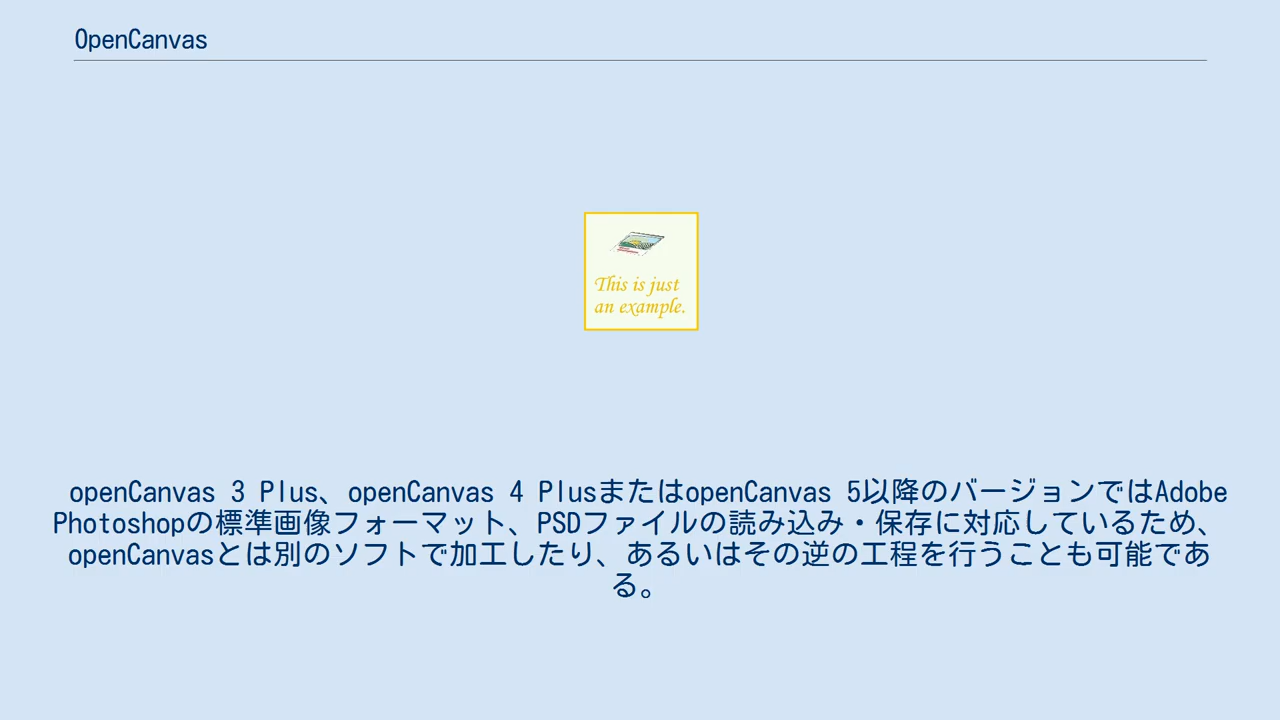 OpenCanvas
This is just
an example.
openCanvas 3 Plus、openCanvas 4 PlusまたはopenCanvas 5以降のバージョンではAdobe
Photoshopの標準画像フォーマット、PSDファイルの読み込み・保存に対応しているため、
openCanvasとは別のソフトで加工したり、あるいはその逆の工程を行うことも可能であ
る。